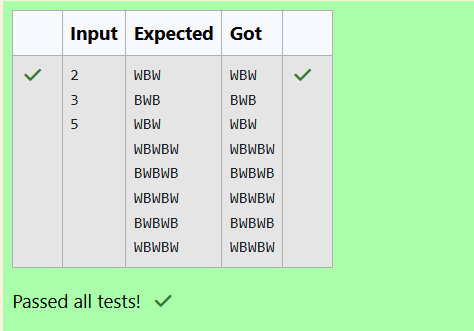 Input Expected Got
2 WBW WBW
3 BWB BWB
5 WBW WBW
WBWBW WBWBW
BWBWB BWBWB
WBWBW WBWBW
BWBWB BWBWB
WBWBW WBWBW
Passed all tests!